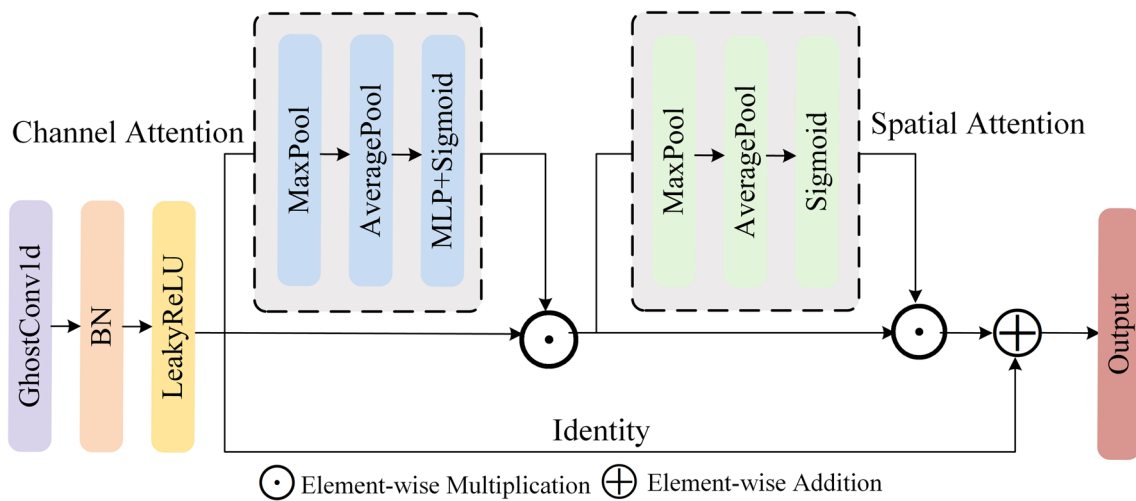 Channel Attention
MaxPool
AveragePool
MLP+Sigmoid
MaxPool
AveragePool
Sigmoid
Spatial Attention
GhostConv1d
BN
LeakyReLU
Output
Identity
Element-wise Multiplication
Element-wise Addition